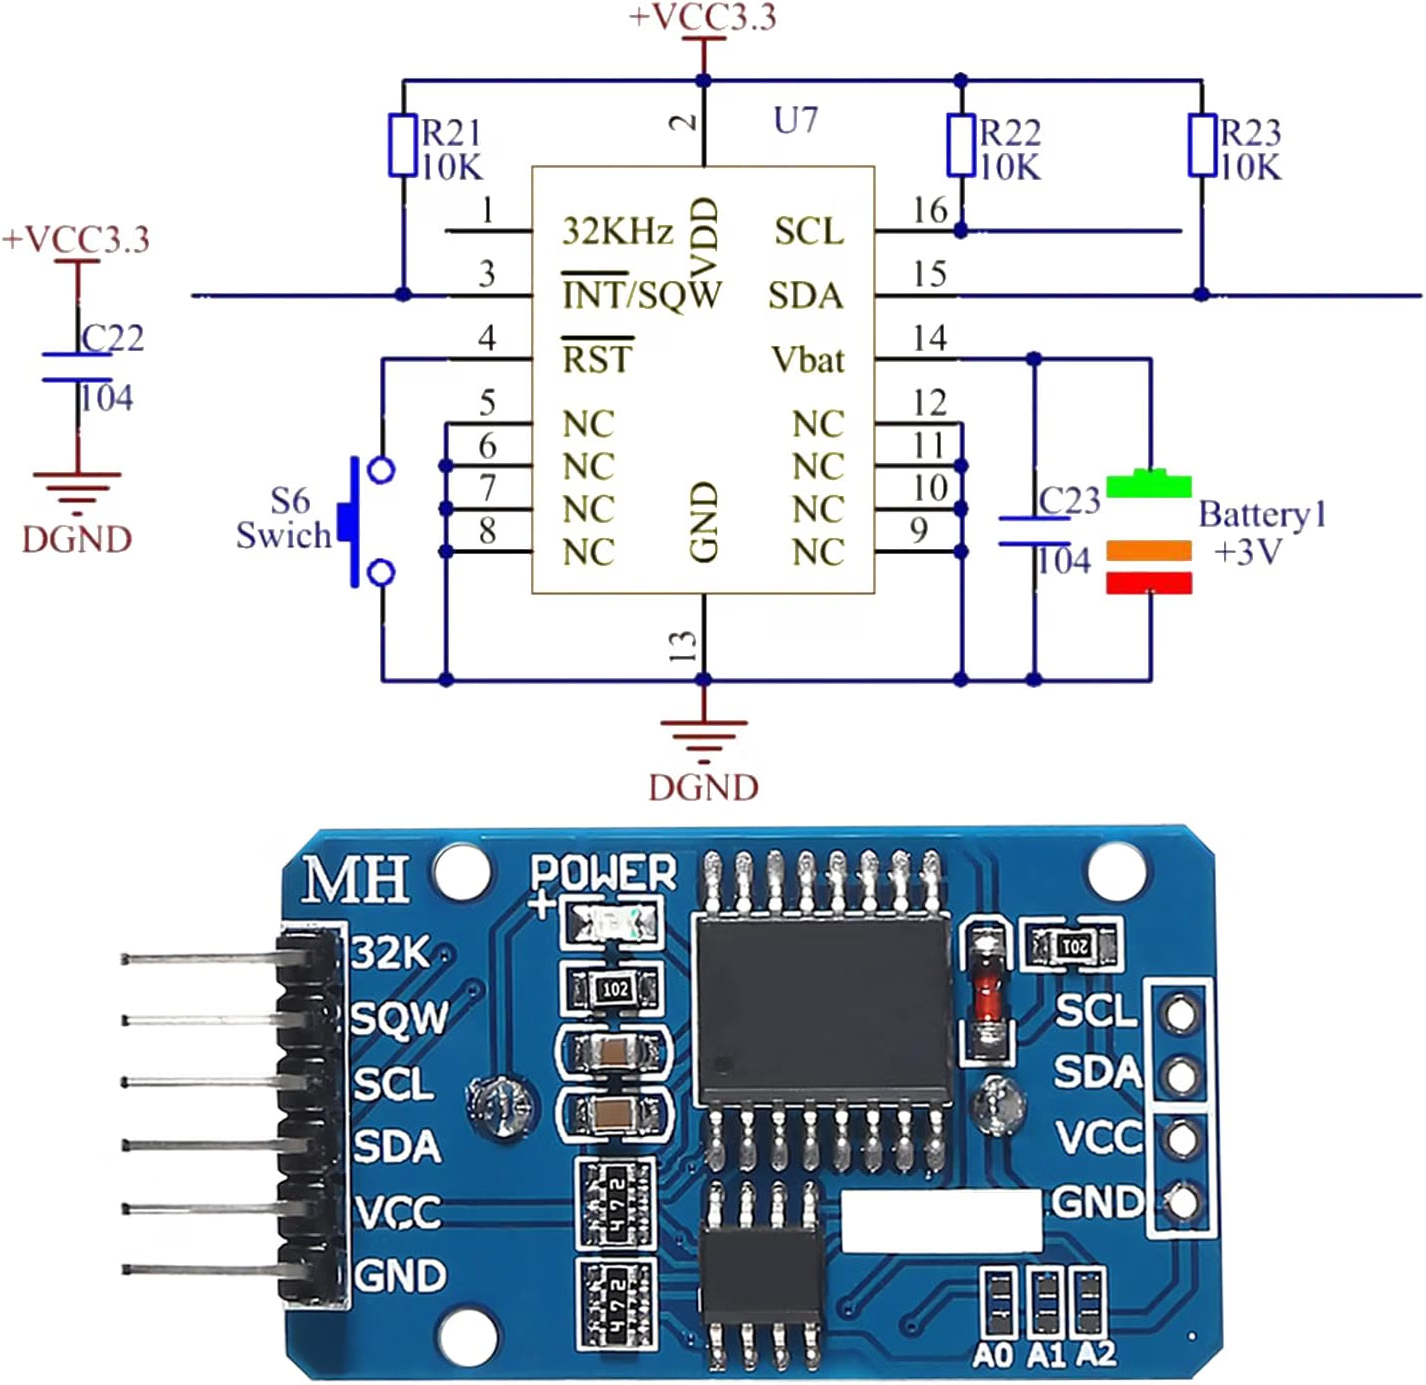 +VCC3.3
2
U7
R21
10K
R22
10K
R23
10K
+VCC3.3
C22
104
DGND
1
3
4
5
6
7
8
32KHz
INT/SQW
RST
NC
NC
NC
NC
VDD
GND
SCL
SDA
Vbat
NC
NC
NC
NC
16
15
14
12
11
10
9
S6
Swich
C23
104
Battery1
+3V
13
DGND
MH
POWER
+
32K
SQW
SCL
SDA
VCC
GND
102
472
472
201
SCL
SDA
VCC
GND
A0 A1 A2